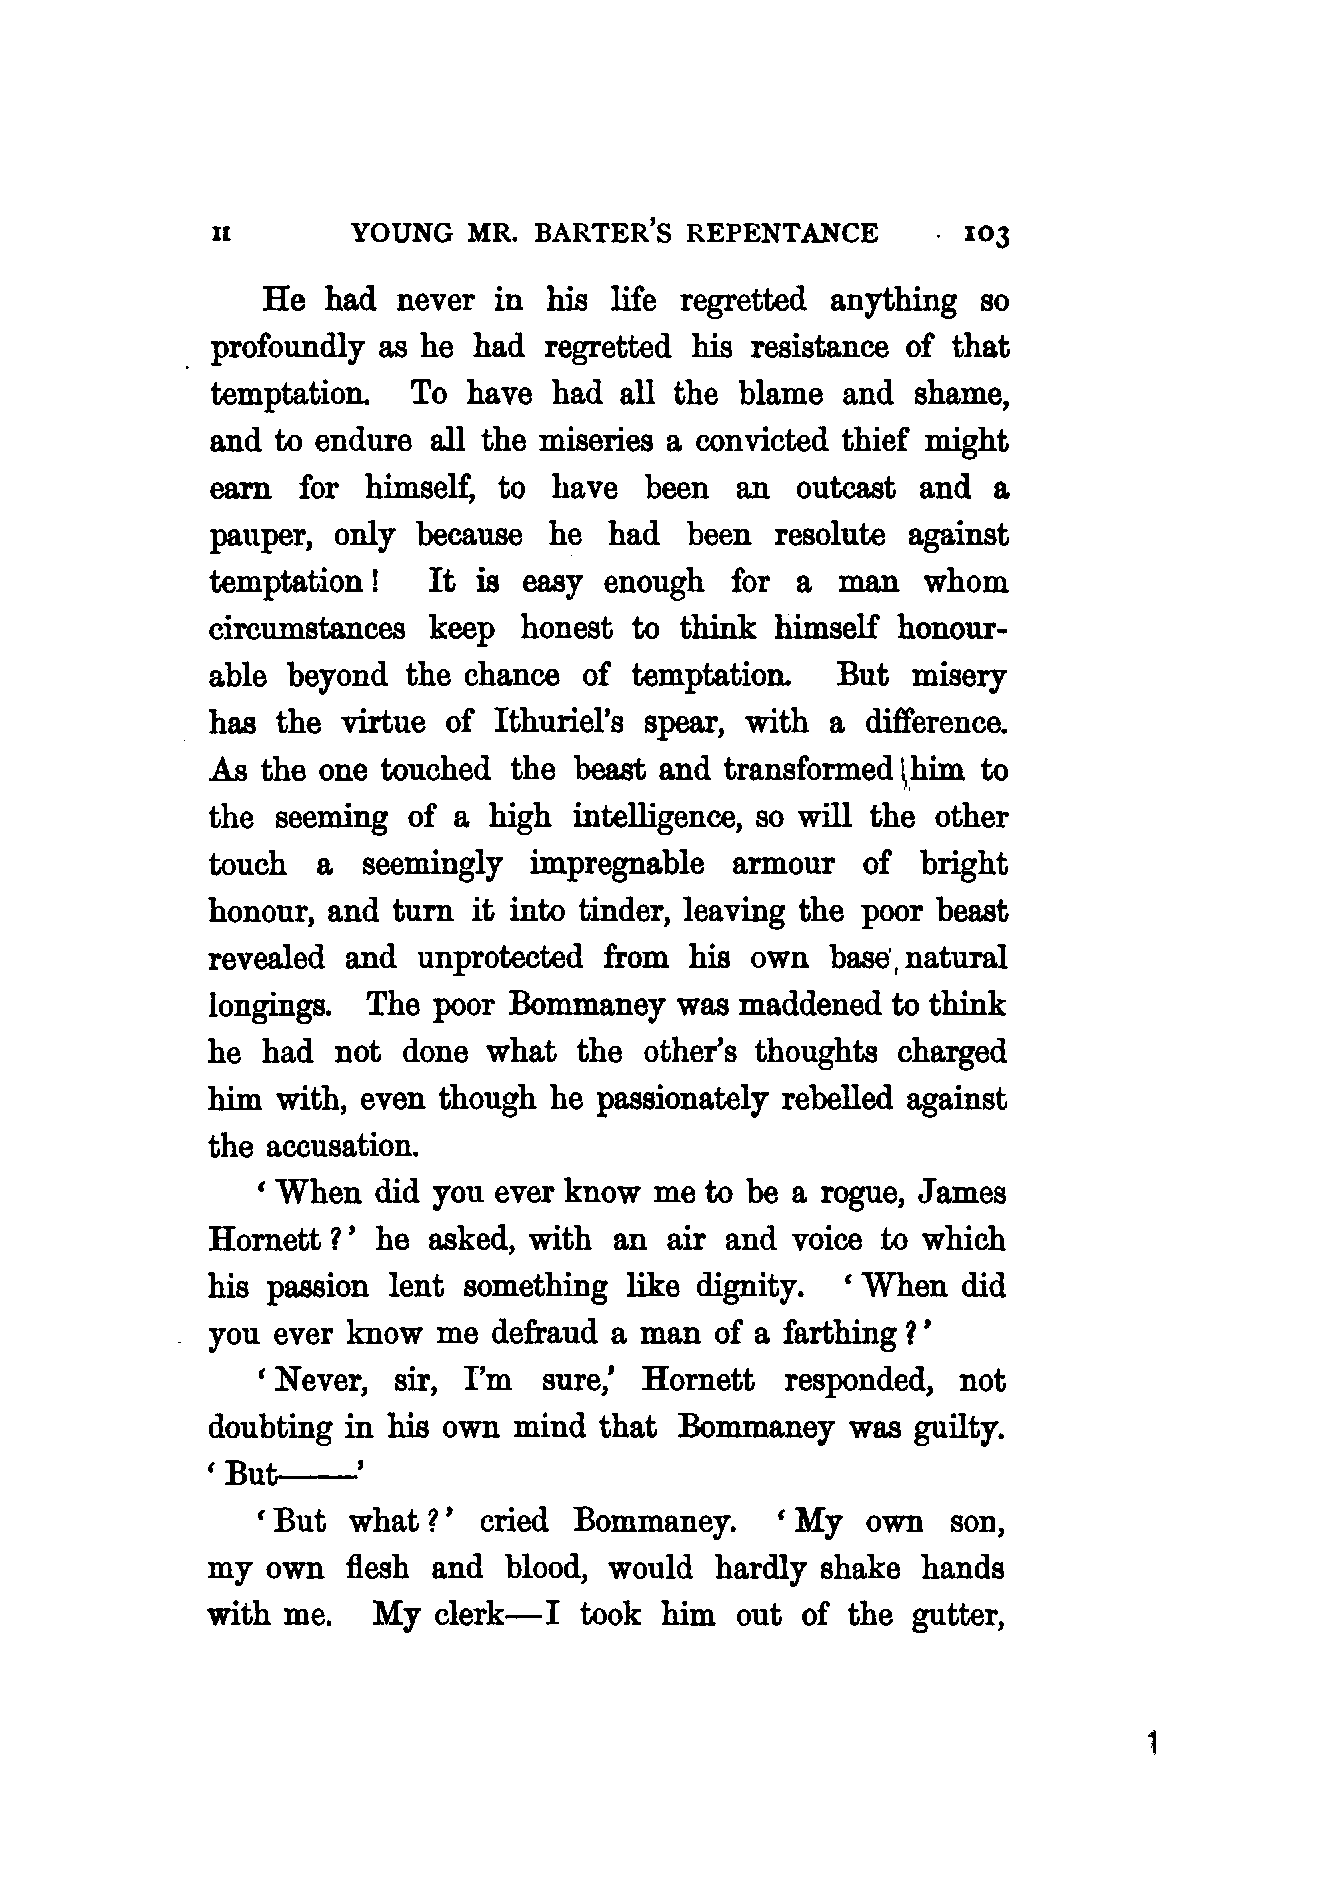 II YOUNG MR. BARTER'S REPENTANCE 103
He had never in his life regretted anything so
profoundly as he had regretted his resistance of that
temptation. To have had all the blame and shame,
and to endure all the miseries a convicted thief might
earn for himself, to have been an outcast and a
pauper, only because he had been resolute against
temptation! It is easy enough for a man whom
circumstances keep honest to think himself honour-
able beyond the chance of temptation. But misery
has the virtue of Ithuriel's spear, with a difference.
As the one touched the beast and transformed him to
the seeming of a high intelligence, so will the other
touch a seemingly impregnable armour of bright
honour, and turn it into tinder, leaving the poor beast
revealed and unprotected from his own base, natural
longings. The poor Bommaney was maddened to think
he had not done what the other's thoughts charged
him with, even though he passionately rebelled against
the accusation.
'When did you ever know me to be a rogue, James
Hornett?' he asked, with an air and voice to which
his passion lent something like dignity. 'When did
you ever know me defraud a man of a farthing?'
'Never, sir, I'm sure,' Hornett responded, not
doubting in his own mind that Bommaney was guilty.
'But——'
'But what?' cried Bommaney. 'My own son,
my own flesh and blood, would hardly shake hands
with me. My clerk—I took him out of the gutter,
1